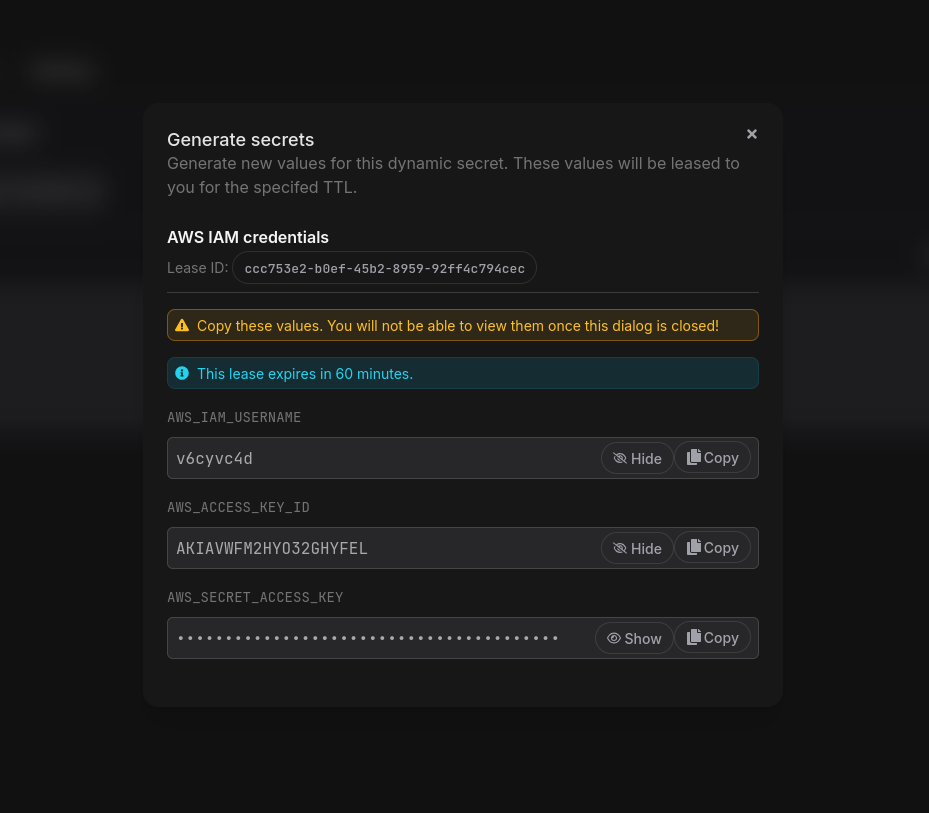 Generate secrets
Generate new values for this dynamic secret. These values will be leased to
you for the specifed TTL.
AWS IAM credentials
Lease ID: ccc753e2-b0ef-45b2-8959-92ff4c794cec
Copy these values. You will not be able to view them once this dialog is closed!
This lease expires in 60 minutes.
AWS_IAM_USERNAME
v6cyvc4d Hide Copy
AWS_ACCESS_KEY_ID
AKIAVWFM2HYO32GHYFEL Hide Copy
AWS_SECRET_ACCESS_KEY
•••••••••••••••••••••••••••••••••••••••• Show Copy